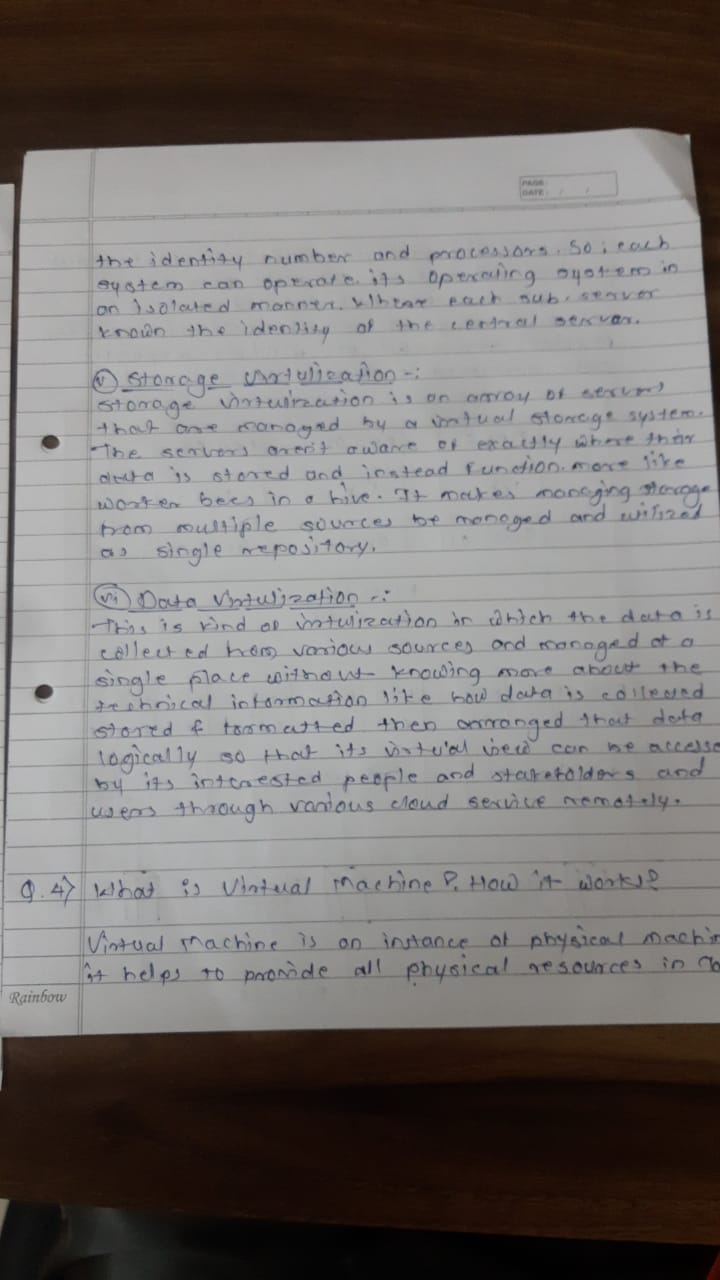 PAGE:
DATE: / /
the identity number and processors. So, each
system can operate its operating system in
an isolated manner. Where each sub. server
known the identity of the central server.
(v) Storage Virtulization -:
Storage virtulization is an array of servers
that are managed by a virtual storage system.
The servers aren't aware of exactly where their
data is stored and instead function more like
worker bees in a hive. It makes managing storage
from multiple sources be managed and utilized
as single repository.
(vi) Data Virtulization -:
This is kind of virtulization in which the data is
collected from various sources and managed at a
single place without knowing more about the
technical information like how data is collected
stored & formatted then arranged that data
logically so that its virtual view can be accesse
by its interested people and stakeholders and
users through various cloud service remotely.
Q.4) What is Virtual Machine? How it works?
Virtual Machine is an instance of physical machin
it helps to provide all physical resources in
Rainbow